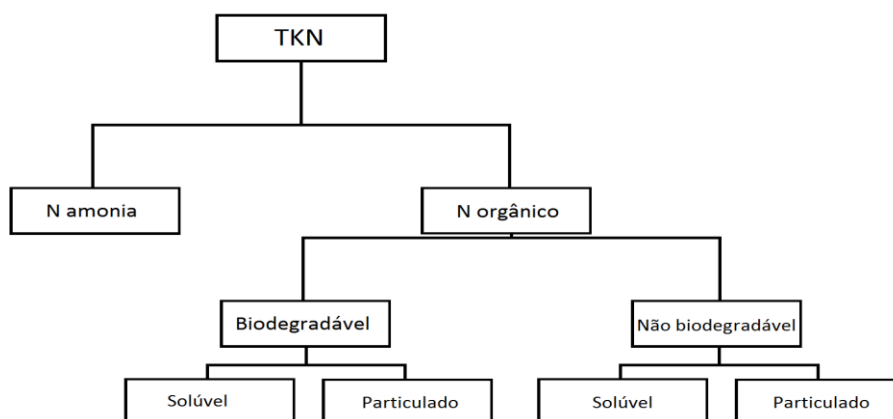 TKN
N amonia
N orgânico
Biodegradável
Não biodegradável
Solúvel
Particulado
Solúvel
Particulado